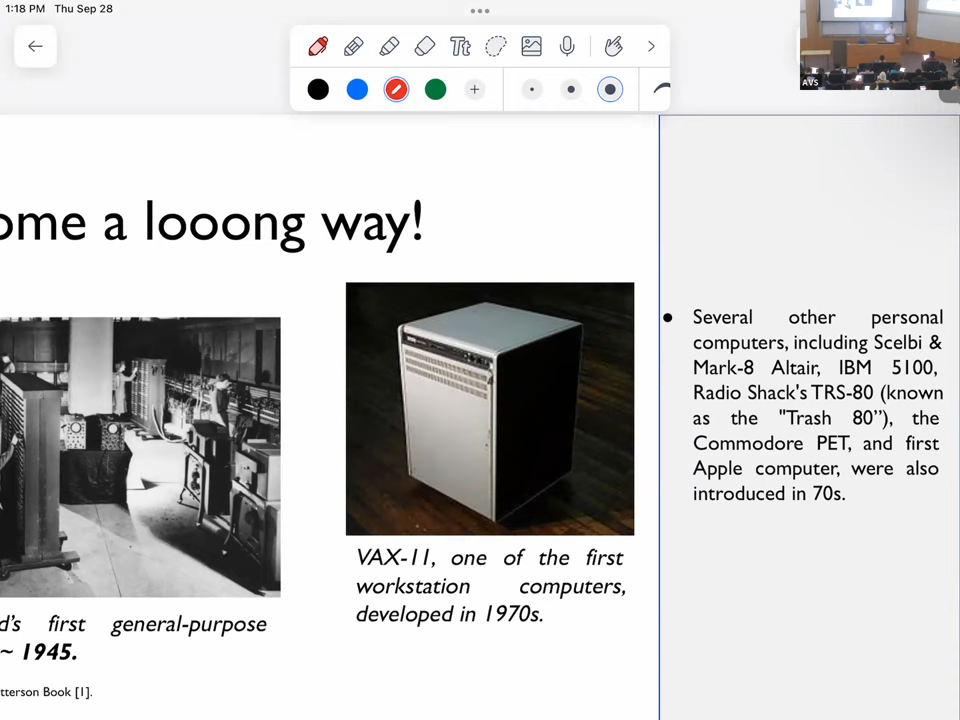 1:18 PM Thu Sep 28
Tt
AVS
ome a looong way!
Several other personal
computers, including Scelbi &
Mark-8 Altair, IBM 5100,
Radio Shack's TRS-80 (known
as the "Trash 80”), the
Commodore PET, and first
Apple computer, were also
introduced in 70s.
VAX-11, one of the first
workstation computers,
developed in 1970s.
d’s first general-purpose
~ 1945.
tterson Book [1].